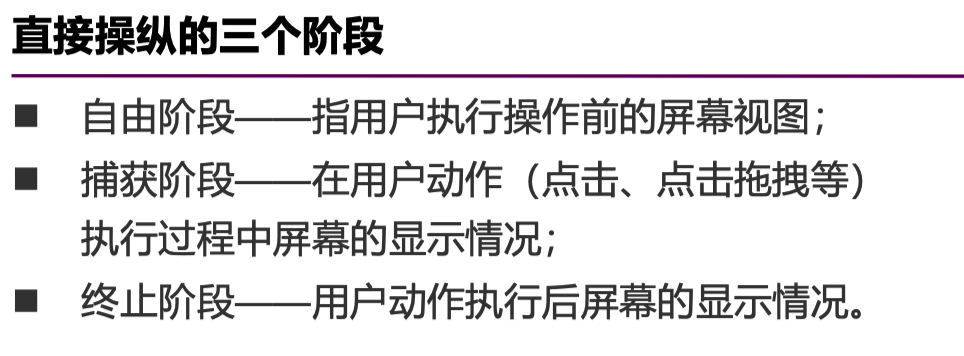 直接操纵的三个阶段
■ 自由阶段——指用户执行操作前的屏幕视图；
■ 捕获阶段——在用户动作（点击、点击拖拽等）
执行过程中屏幕的显示情况；
■ 终止阶段——用户动作执行后屏幕的显示情况。